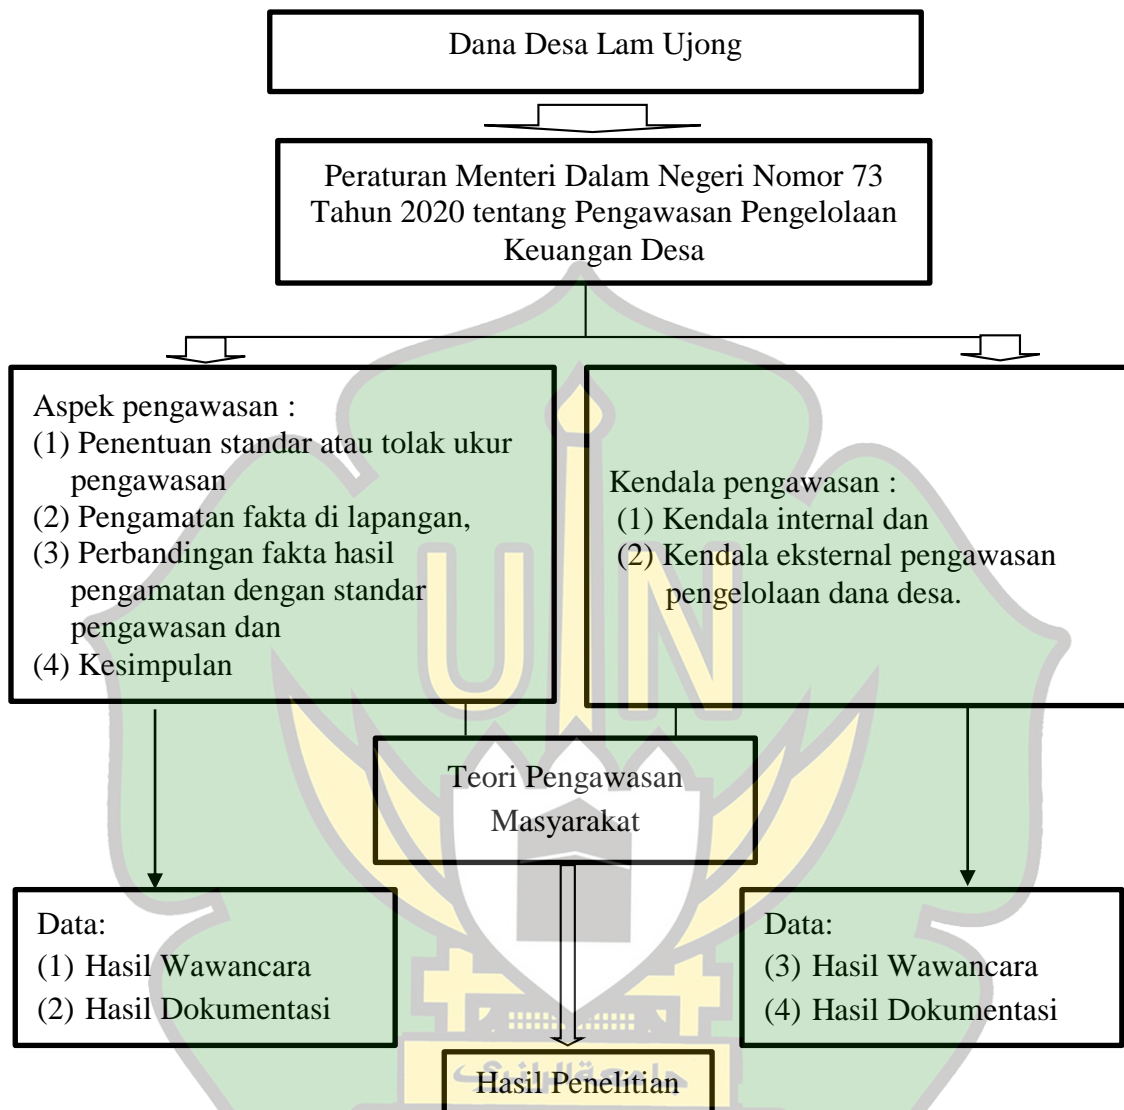 Dana Desa Lam Ujong
Peraturan Menteri Dalam Negeri Nomor 73
Tahun 2020 tentang Pengawasan Pengelolaan
Keuangan Desa
Aspek pengawasan :
(1) Penentuan standar atau tolak ukur
pengawasan
(2) Pengamatan fakta di lapangan,
(3) Perbandingan fakta hasil
pengamatan dengan standar
pengawasan dan
(4) Kesimpulan
Kendala pengawasan :
(1) Kendala internal dan
(2) Kendala eksternal pengawasan
pengelolaan dana desa.
UIN
Teori Pengawasan
Masyarakat
Data:
(1) Hasil Wawancara
(2) Hasil Dokumentasi
Data:
(3) Hasil Wawancara
(4) Hasil Dokumentasi
جامعة الرانري
Hasil Penelitian